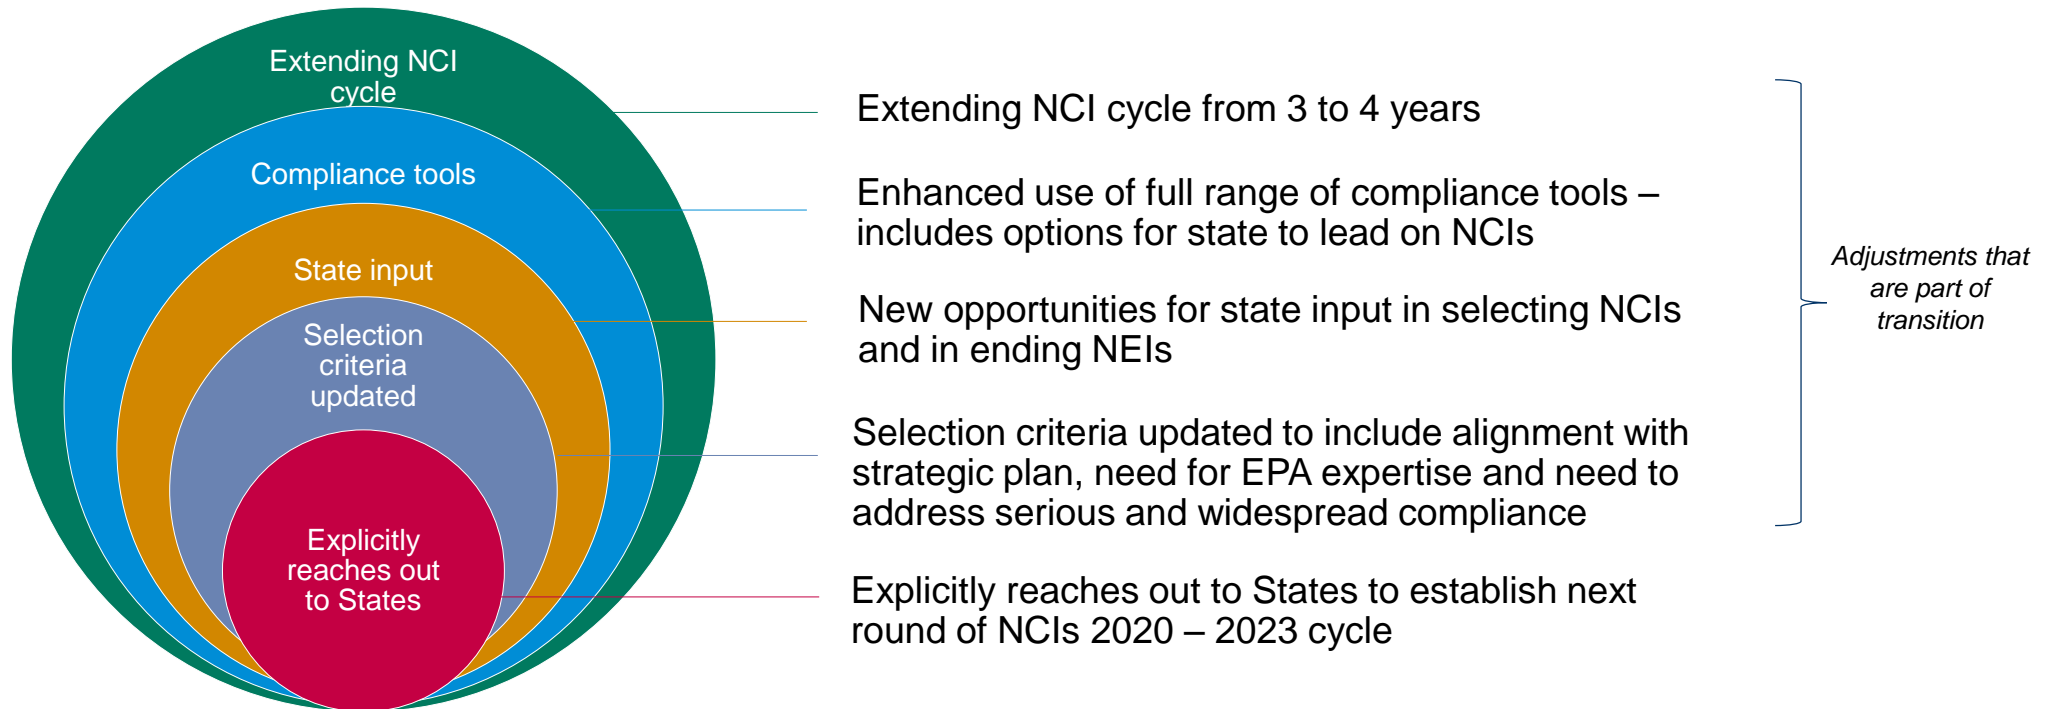 Extending NCI
cycle
Compliance tools
State input
Selection
criteria
updated
Explicitly
reaches out
to States
Extending NCI cycle from 3 to 4 years
Enhanced use of full range of compliance tools –
includes options for state to lead on NCIs
New opportunities for state input in selecting NCIs
and in ending NEIs
Selection criteria updated to include alignment with
strategic plan, need for EPA expertise and need to
address serious and widespread compliance
Explicitly reaches out to States to establish next
round of NCIs 2020 – 2023 cycle
Adjustments that
are part of
transition